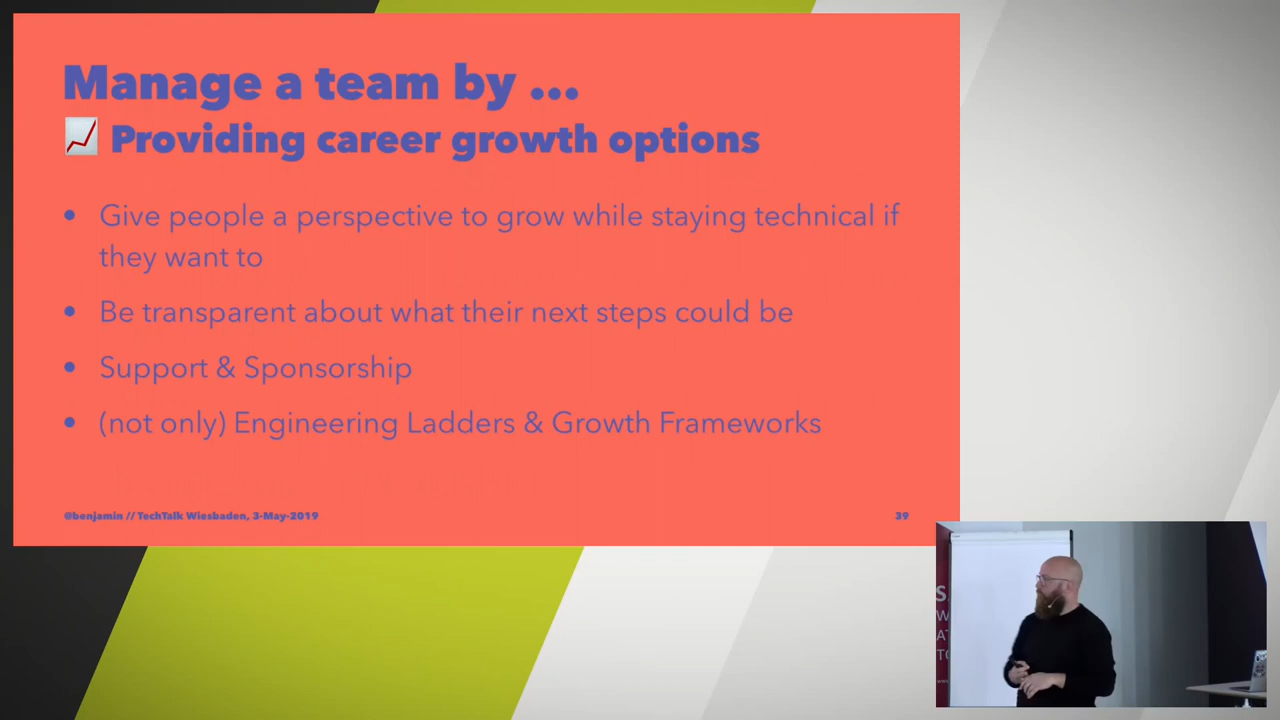 Manage a team by ...
📈 Providing career growth options
• Give people a perspective to grow while staying technical if
they want to
• Be transparent about what their next steps could be
• Support & Sponsorship
• (not only) Engineering Ladders & Growth Frameworks
@benjamin // TechTalk Wiesbaden, 3-May-2019
39